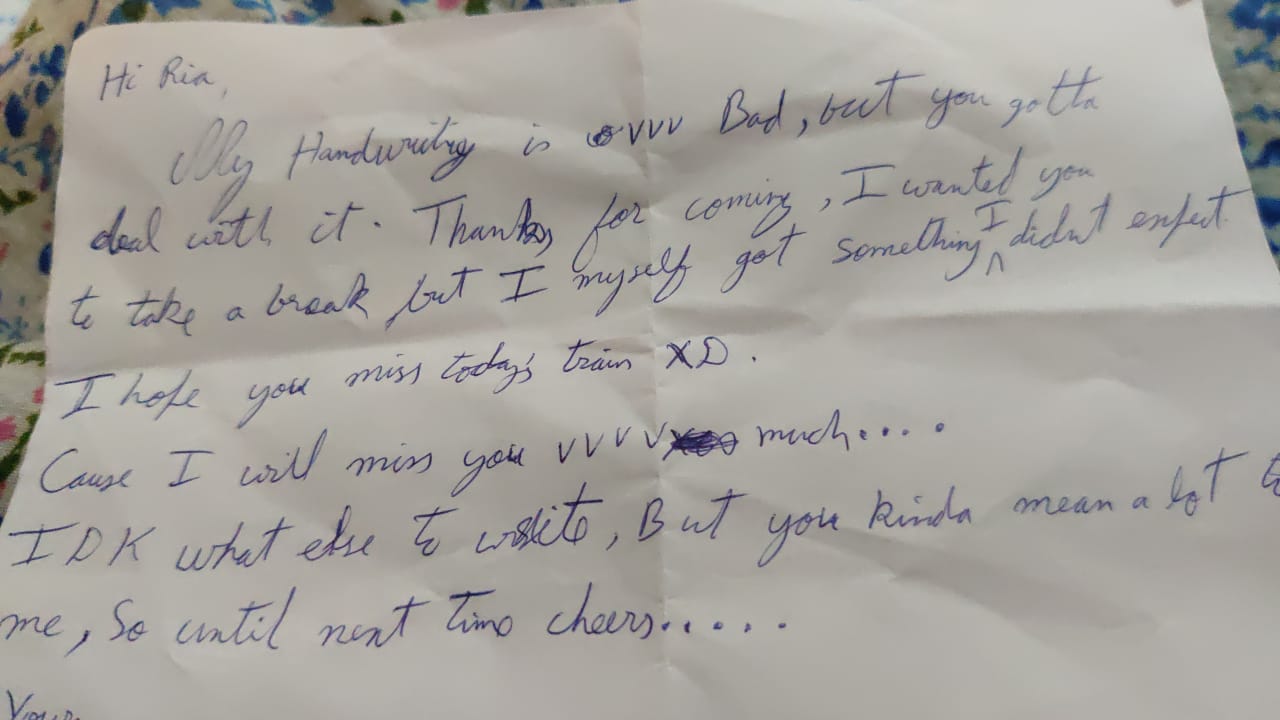 Hi Ria,
My Handwriting is vvvv Bad, but you gotta
deal with it. Thanks for coming, I wanted you
to take a break but I myself got something I didn't expect
I hope you miss today's train XD.
Cause I will miss you vvvv much....
IDK what else to write, But you kinda mean a lot to
me, So until next time cheers.....